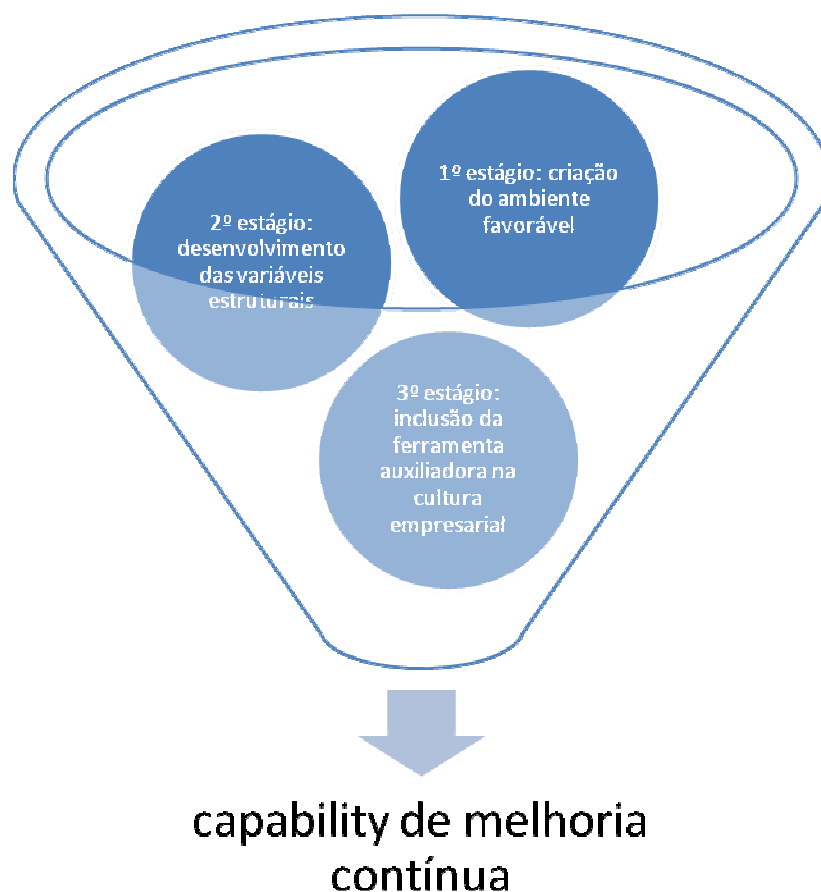 1º estágio: criação
do ambiente
favorável
2º estágio:
desenvolvimento
das variáveis
estruturais
3º estágio:
inclusão da
ferramenta
auxiliadora na
cultura
empresarial
capability de melhoria
contínua